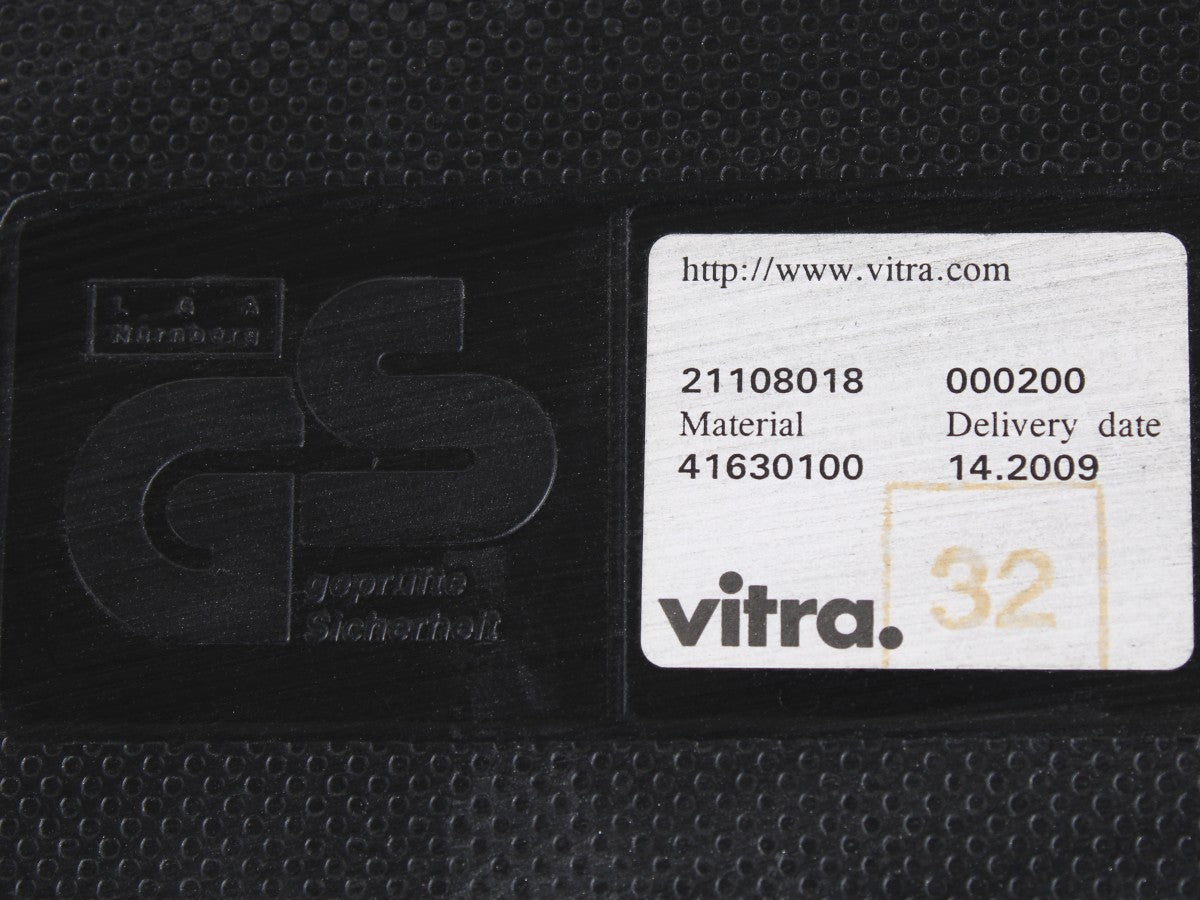 LGA
Nürnberg
GS
geprüfte
Sicherheit
http://www.vitra.com
21108018 000200
Material Delivery date
41630100 14.2009
32
vitra.